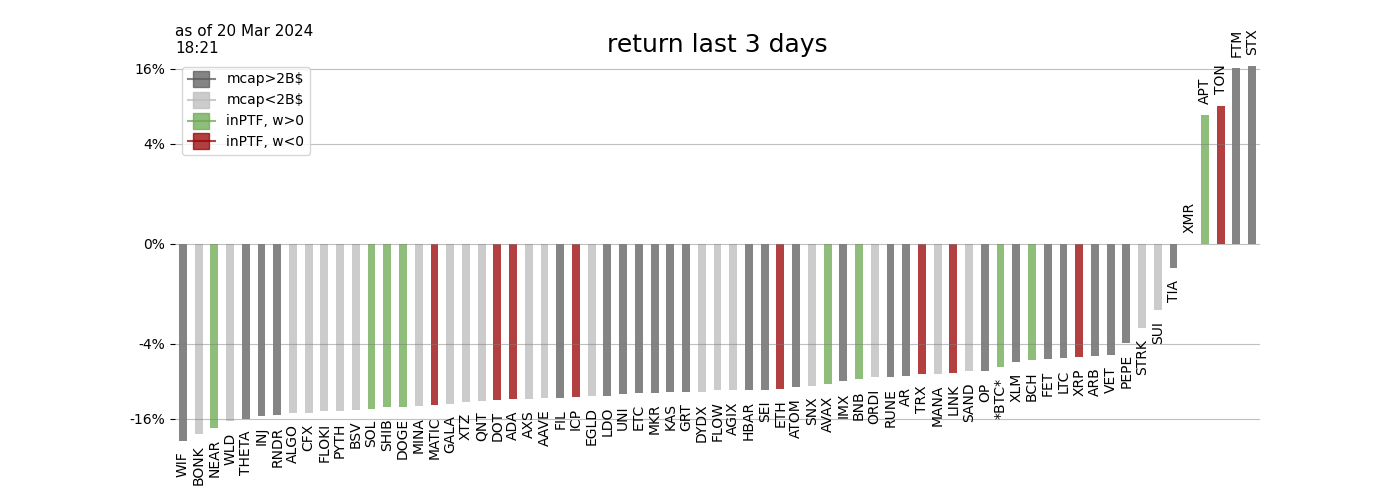 as of 20 Mar 2024
18:21
return last 3 days
mcap>2B$
mcap<2B$
inPTF, w>0
inPTF, w<0
16%
4%
0%
-4%
-16%
WIF
BONK
NEAR
WLD
THETA
INJ
RNDR
ALGO
CFX
FLOKI
PYTH
BSV
SOL
SHIB
DOGE
MINA
MATIC
GALA
XTZ
QNT
DOT
ADA
AXS
AAVE
FIL
ICP
EGLD
LDO
UNI
ETC
MKR
KAS
GRT
DYDX
FLOW
AGIX
HBAR
SEI
ETH
ATOM
SNX
AVAX
IMX
BNB
ORDI
RUNE
AR
TRX
MANA
LINK
SAND
OP
*BTC*
XLM
BCH
FET
LTC
XRP
ARB
VET
PEPE
STRK
SUI
TIA
XMR
APT
TON
FTM
STX